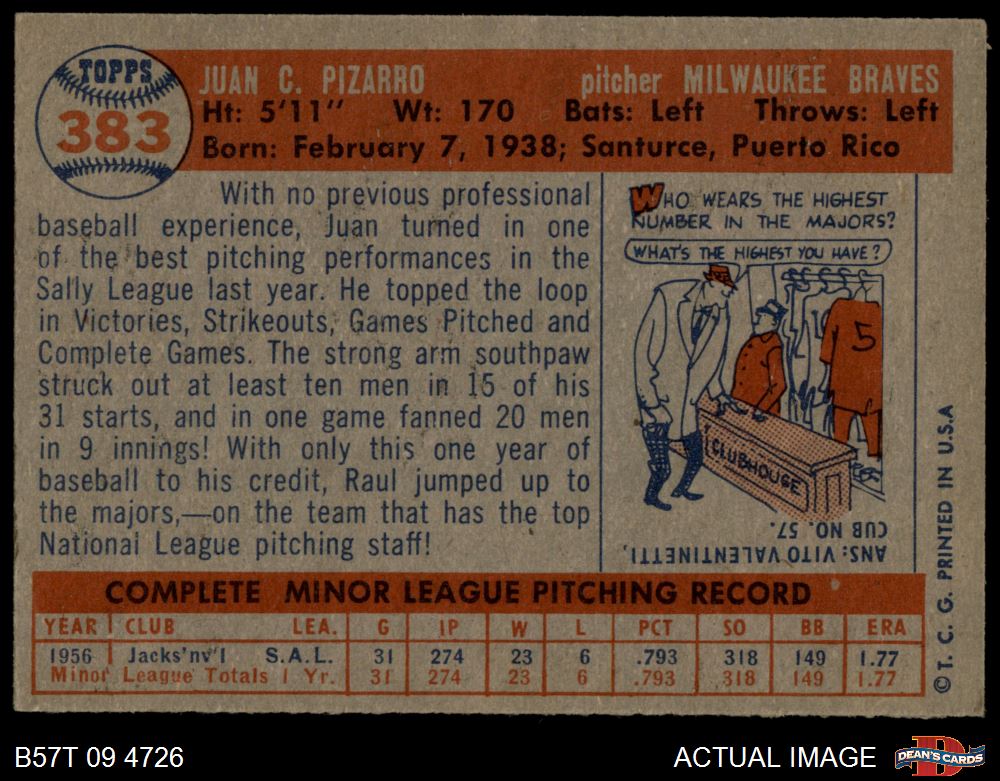 TOPPS
383
JUAN C. PIZARRO pitcher MILWAUKEE BRAVES
Ht: 5'11" Wt: 170 Bats: Left Throws: Left
Born: February 7, 1938; Santurce, Puerto Rico
With no previous professional
baseball experience, Juan turned in one
of the best pitching performances in the
Sally League last year. He topped the loop
in Victories, Strikeouts, Games Pitched and
Complete Games. The strong arm southpaw
struck out at least ten men in 15 of his
31 starts, and in one game fanned 20 men
in 9 innings! With only this one year of
baseball to his credit, Raul jumped up to
the majors,—on the team that has the top
National League pitching staff!
WHO WEARS THE HIGHEST
NUMBER IN THE MAJORS?
WHAT'S THE HIGHEST YOU HAVE?
10
5
CLUBHOUSE
ANS: VITO VALENTINETTI,
CUB NO. 57.
COMPLETE MINOR LEAGUE PITCHING RECORD
YEAR CLUB LEA. G IP W L PCT SO BB ERA
1956 Jacks'nv'l S.A.L. 31 274 23 6 .793 318 149 1.77
Minor League Totals 1 Yr. 31 274 23 6 .793 318 149 1.77
© T. C. G. PRINTED IN U.S.A
B57T 09 4726
ACTUAL IMAGE
DEAN'S CARDS